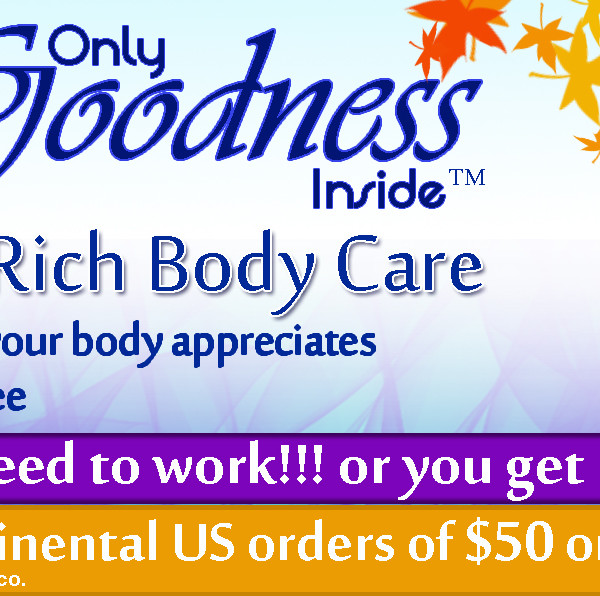 Only
Goodness
Inside™
Rich Body Care
your body appreciates
ee
eed to work!!! or you get
inental US orders of $50 o
co.